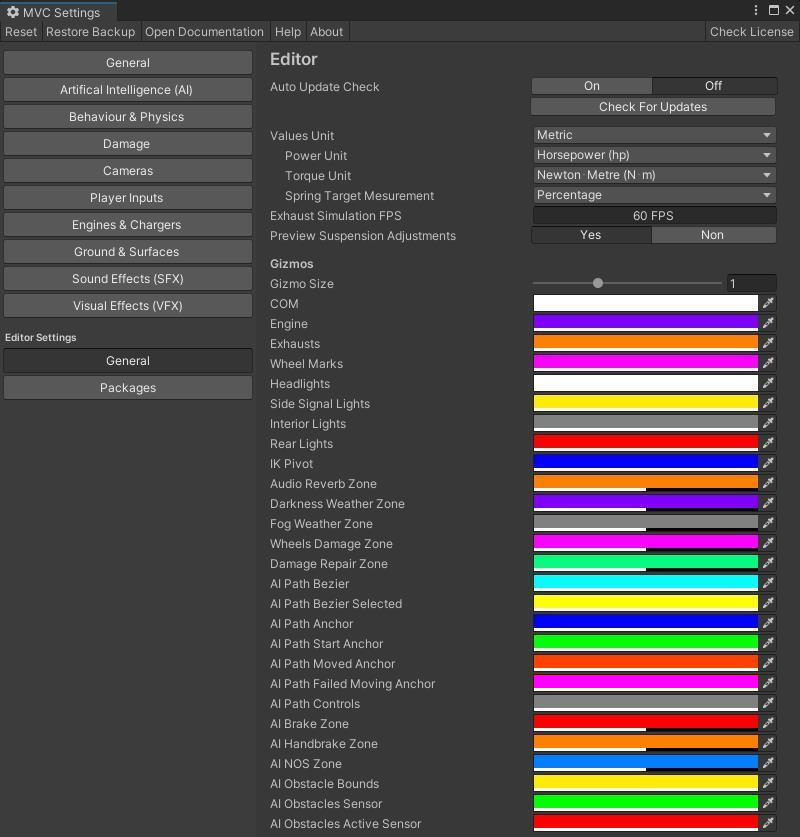 MVC Settings
Reset Restore Backup Open Documentation Help About Check License
General
Artifical Intelligence (AI)
Behaviour & Physics
Damage
Cameras
Player Inputs
Engines & Chargers
Ground & Surfaces
Sound Effects (SFX)
Visual Effects (VFX)
Editor Settings
General
Packages
Editor
Auto Update Check On Off
Check For Updates
Values Unit Metric
Power Unit Horsepower (hp)
Torque Unit Newton·Metre (N·m)
Spring Target Mesurement Percentage
Exhaust Simulation FPS 60 FPS
Preview Suspension Adjustments Yes Non
Gizmos
Gizmo Size 1
COM
Engine
Exhausts
Wheel Marks
Headlights
Side Signal Lights
Interior Lights
Rear Lights
IK Pivot
Audio Reverb Zone
Darkness Weather Zone
Fog Weather Zone
Wheels Damage Zone
Damage Repair Zone
AI Path Bezier
AI Path Bezier Selected
AI Path Anchor
AI Path Start Anchor
AI Path Moved Anchor
AI Path Failed Moving Anchor
AI Path Controls
AI Brake Zone
AI Handbrake Zone
AI NOS Zone
AI Obstacle Bounds
AI Obstacles Sensor
AI Obstacles Active Sensor